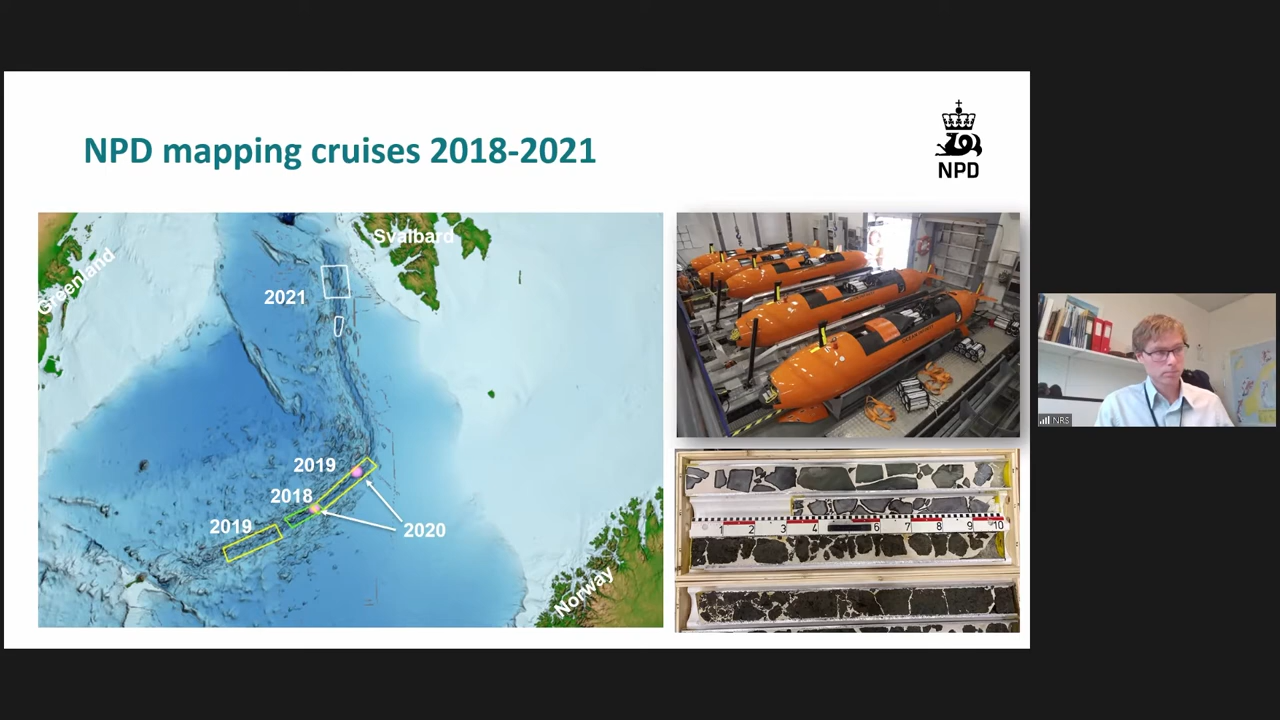 NPD mapping cruises 2018-2021
NPD
Svalbard
Greenland
2021
2019
2018
2019
2020
Norway
1 2 3 4 6 7 8 9 10
NRS